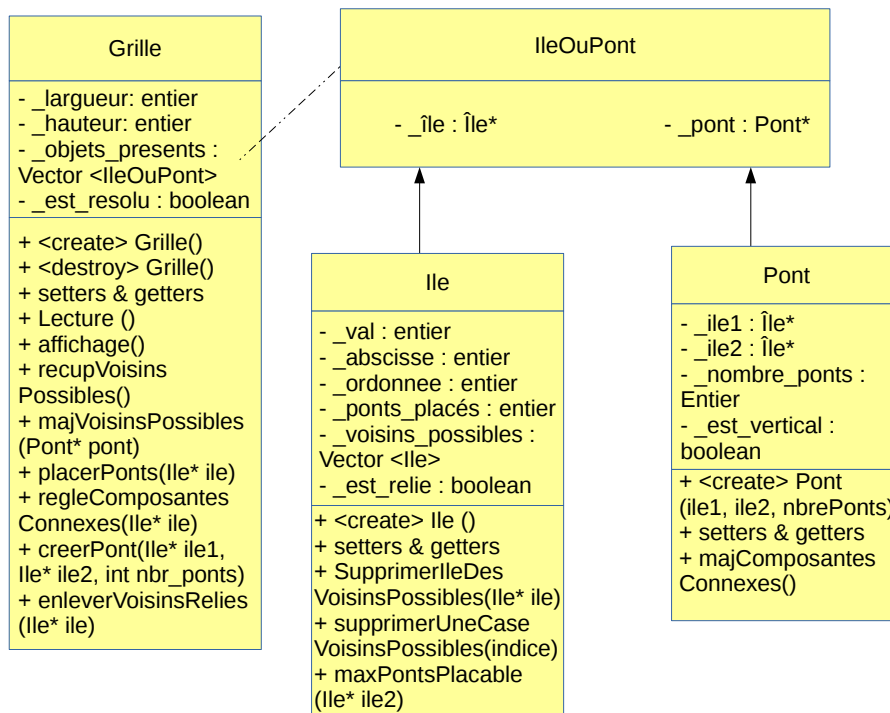 Grille
- _largueur: entier
- _hauteur: entier
- _objets_presents :
Vector <IleOuPont>
- _est_resolu : boolean
+ <create> Grille()
+ <destroy> Grille()
+ setters & getters
+ Lecture ()
+ affichage()
+ recupVoisins
Possibles()
+ majVoisinsPossibles
(Pont* pont)
+ placerPonts(Ile* ile)
+ regleComposantes
Connexes(Ile* ile)
+ creerPont(Ile* ile1,
Ile* ile2, int nbr_ponts)
+ enleverVoisinsRelies
(Ile* ile)
IleOuPont
- _île : Île*
- _pont : Pont*
Ile
- _val : entier
- _abscisse : entier
- _ordonnee : entier
- _ponts_placés : entier
- _voisins_possibles :
Vector <Ile>
- _est_relie : boolean
+ <create> Ile ()
+ setters & getters
+ SupprimerIleDes
VoisinsPossibles(Ile* ile)
+ supprimerUneCase
VoisinsPossibles(indice)
+ maxPontsPlacable
(Ile* ile2)
Pont
- _ile1 : Île*
- _ile2 : Île*
- _nombre_ponts :
Entier
- _est_vertical :
boolean
+ <create> Pont
(ile1, ile2, nbrePonts)
+ setters & getters
+ majComposantes
Connexes()